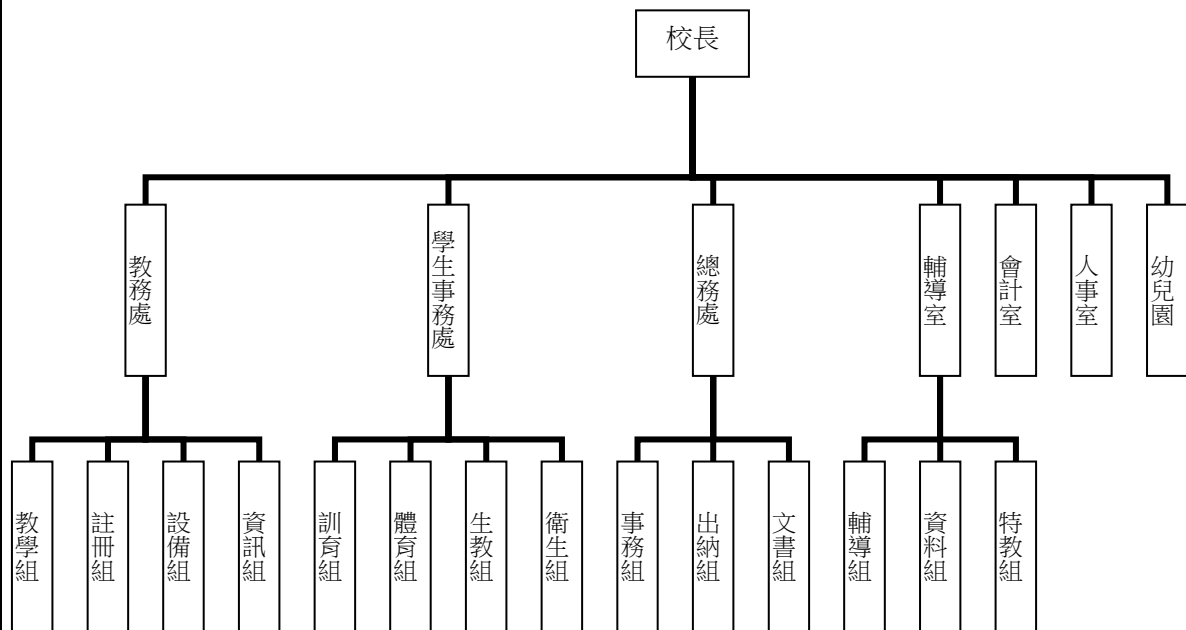 校長
教務處
學生事務處
總務處
輔導室
會計室
人事室
幼兒園
教學組
註冊組
設備組
資訊組
訓育組
體育組
生教組
衛生組
事務組
出納組
文書組
輔導組
資料組
特教組